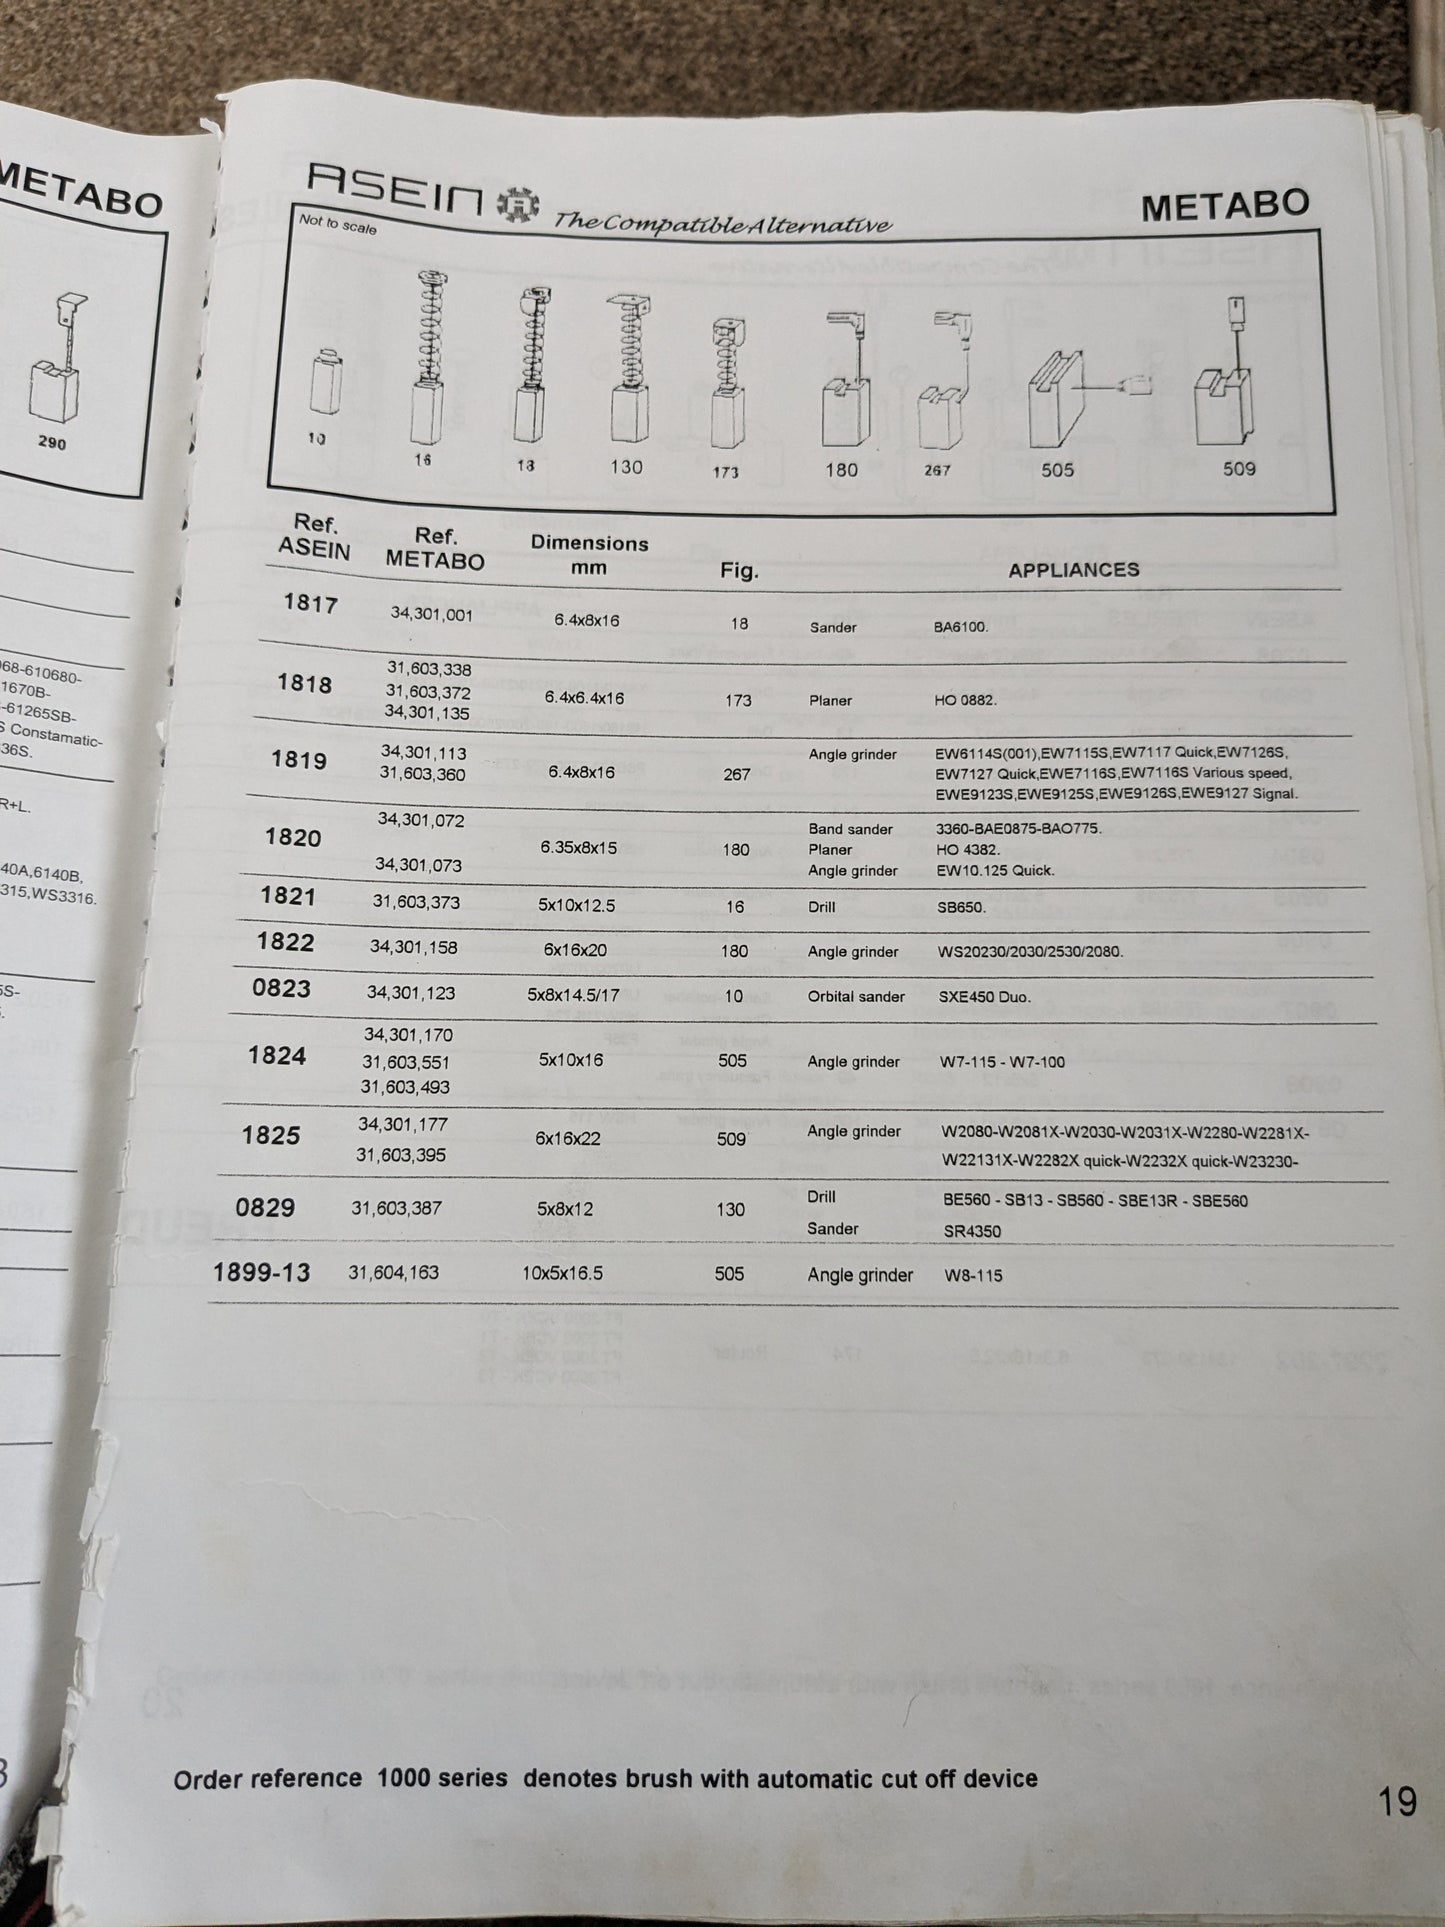 METABO
290
68-610680-
1670B-
-61265SB-
S Constamatic-
36S.
R+L.
40A,6140B,
315,WS3316.
ASEIN The Compatible Alternative METABO
Not to scale
10 16 18 130 173 180 267 505 509
Ref. ASEIN Ref. METABO Dimensions mm Fig. APPLIANCES
1817 34,301,001 6.4x8x16 18 Sander BA6100.
31,603,338
1818 31,603,372 6.4x6.4x16 173 Planer HO 0882.
34,301,135
1819 34,301,113 Angle grinder EW6114S(001),EW7115S,EW7117 Quick,EW7126S,
31,603,360 6.4x8x16 267 EW7127 Quick,EWE7116S,EW7116S Various speed,
EWE9123S,EWE9125S,EWE9126S,EWE9127 Signal.
34,301,072 Band sander 3360-BAE0875-BAO775.
1820 6.35x8x15 180 Planer HO 4382.
34,301,073 Angle grinder EW10.125 Quick.
1821 31,603,373 5x10x12.5 16 Drill SB650.
1822 34,301,158 6x16x20 180 Angle grinder WS20230/2030/2530/2080.
0823 34,301,123 5x8x14.5/17 10 Orbital sander SXE450 Duo.
34,301,170
1824 31,603,551 5x10x16 505 Angle grinder W7-115 - W7-100
31,603,493
1825 34,301,177 6x16x22 509 Angle grinder W2080-W2081X-W2030-W2031X-W2280-W2281X-
31,603,395 W22131X-W2282X quick-W2232X quick-W23230-
0829 31,603,387 5x8x12 130 Drill BE560 - SB13 - SB560 - SBE13R - SBE560
Sander SR4350
1899-13 31,604,163 10x5x16.5 505 Angle grinder W8-115
Order reference 1000 series denotes brush with automatic cut off device
19